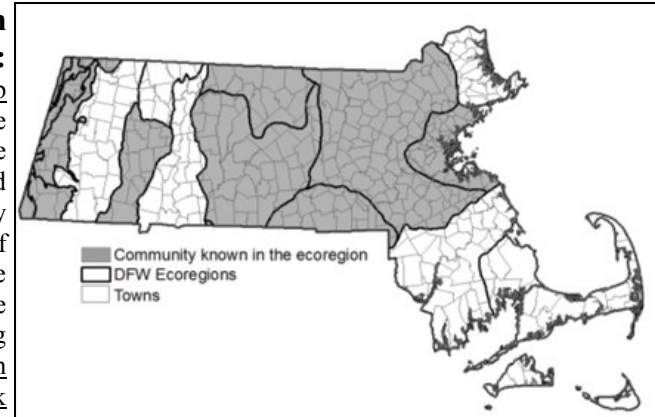 n
:
p
e
e
d
y
f
e
e
g
n
k
Community known in the ecoregion
DFW Ecoregions
Towns